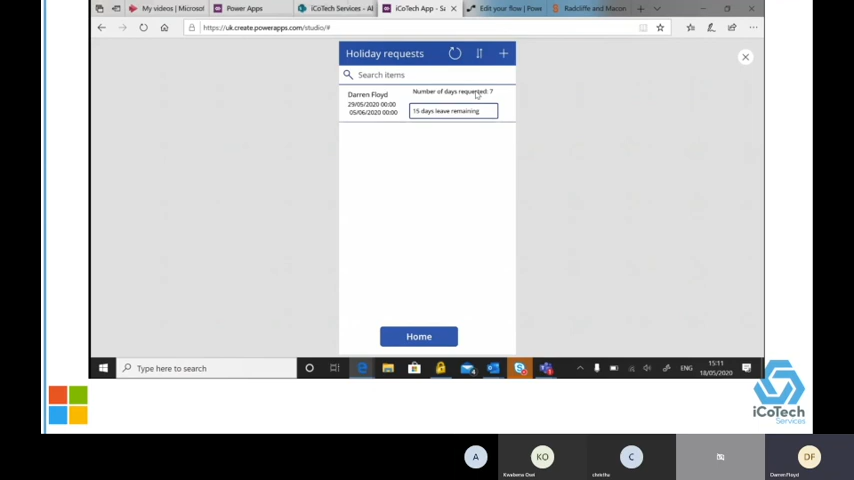 My videos | Microsof
Power Apps
iCoTech Services - Al
iCoTech App - Sa
Edit your flow | Powe
Radcliffe and Macon
https://uk.create.powerapps.com/studio/#
Holiday requests
Search items
Darren Floyd
29/05/2020 00:00
05/06/2020 00:00
Number of days requested: 7
15 days leave remaining
Home
Type here to search
ENG
15:11
18/05/2020
iCoTech
Services
A
KO
C
DF
Kwabena Osei
Darren Floyd